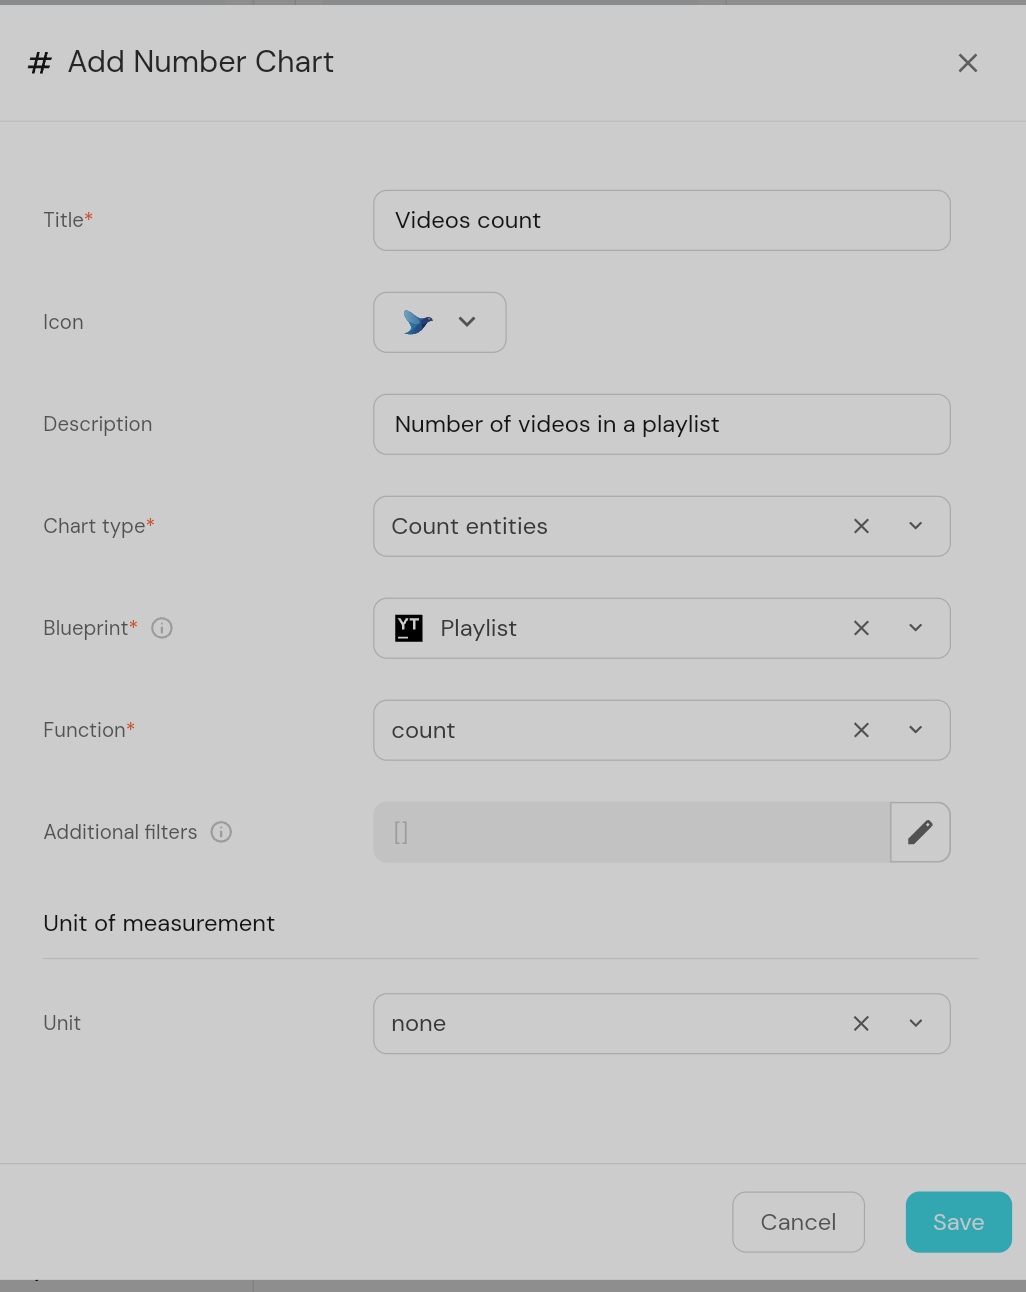 # Add Number Chart
Title*
Videos count
Icon
Description
Number of videos in a playlist
Chart type*
Count entities
Blueprint*
YT Playlist
Function*
count
Additional filters
[]
Unit of measurement
Unit
none
Cancel
Save